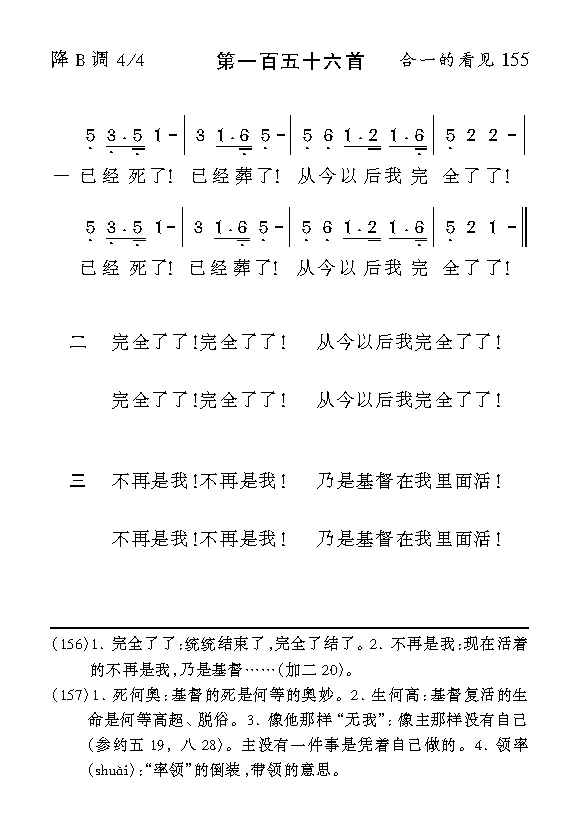 降 B 调 4/4 第一百五十六首 合一的看见 155
5 3·5 1-|3 1·6 5-|5 6 1·2 1·6|5 2 2 -|
一 已经 死了! 已经 葬了! 从今以 后我 完 全了了!
5 3·5 1-|3 1·6 5-|5 6 1·2 1·6|5 2 1 -‖
已经 死了! 已经 葬了! 从今以 后我 完 全了了!
二 完全了了!完全了了! 从今以后我完全了了!
完全了了!完全了了! 从今以后我完全了了!
三 不再是我!不再是我! 乃是基督在我里面活!
不再是我!不再是我! 乃是基督在我里面活!
(156)1. 完全了了:统统结束了,完全了结了。2. 不再是我:现在活着
的不再是我,乃是基督……(加二 20)。
(157)1. 死何奥:基督的死是何等的奥妙。2. 生何高:基督复活的生
命是何等高超、脱俗。3. 像他那样“无我”:像主那样没有自己
(参约五 19, 八 28)。主没有一件事是凭着自己做的。4. 领率
(shuài):“率领”的倒装,带领的意思。